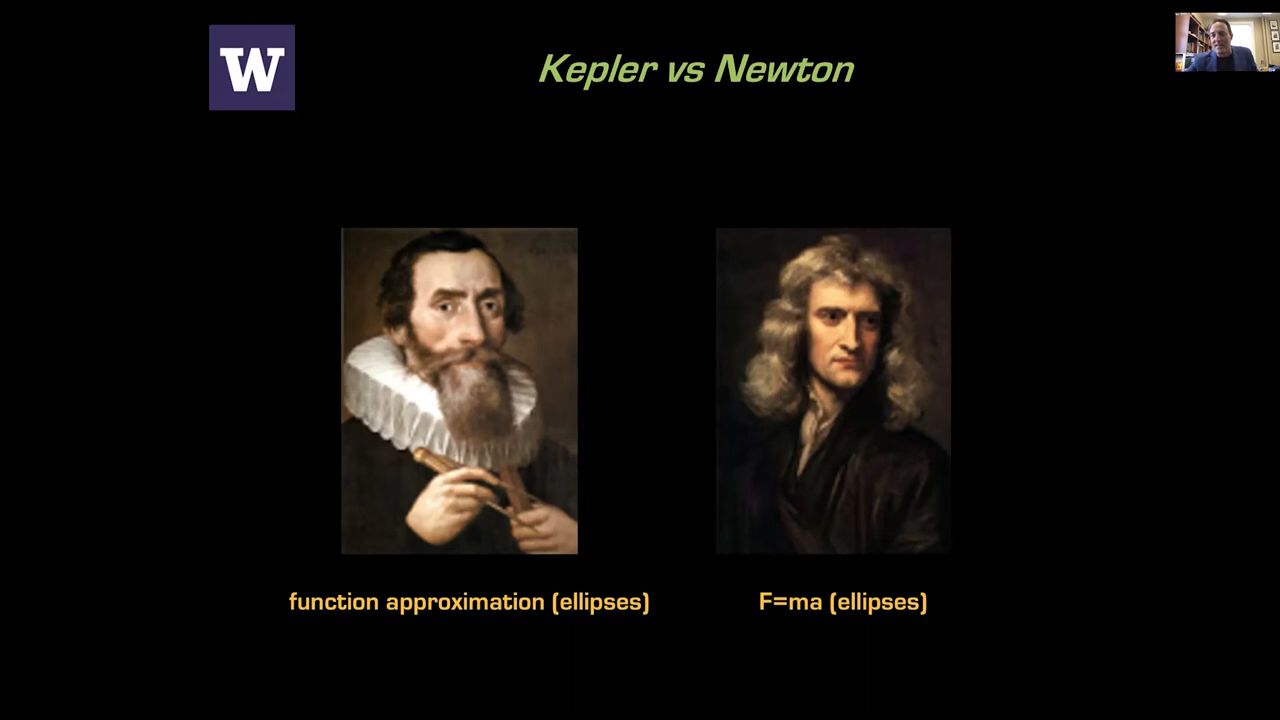 W
Kepler vs Newton
function approximation (ellipses)
F=ma (ellipses)